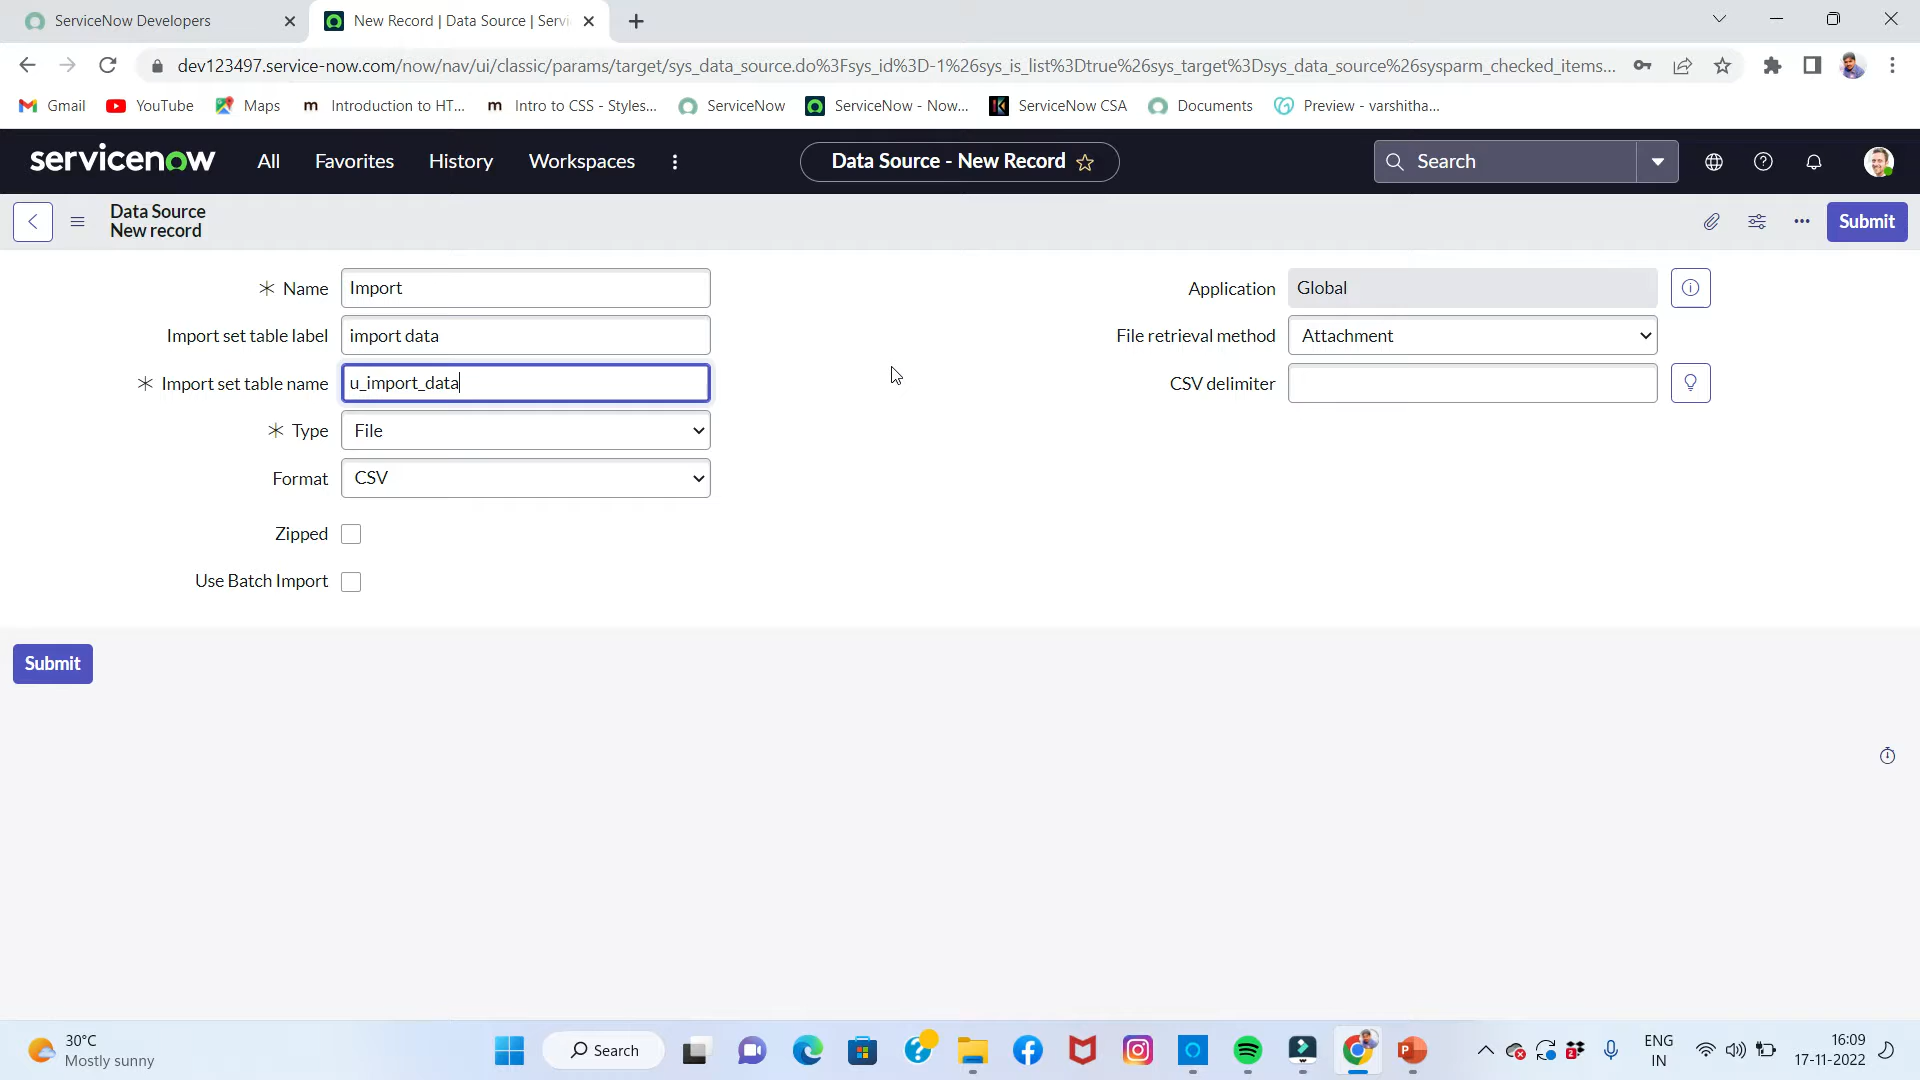 ServiceNow Developers
New Record | Data Source | Servi
dev123497.service-now.com/now/nav/ui/classic/params/target/sys_data_source.do%3Fsys_id%3D-1%26sys_is_list%3Dtrue%26sys_target%3Dsys_data_source%26sysparm_checked_items...
Gmail YouTube Maps Introduction to HT... Intro to CSS - Styles... ServiceNow ServiceNow - Now... ServiceNow CSA Documents Preview - varshitha...
servicenow All Favorites History Workspaces Data Source - New Record Search
Data Source
New record
Submit
* Name Import
Application Global
Import set table label import data
File retrieval method Attachment
* Import set table name u_import_data
CSV delimiter
* Type File
Format CSV
Zipped
Use Batch Import
Submit
30°C
Mostly sunny
Search
ENG
IN
16:09
17-11-2022